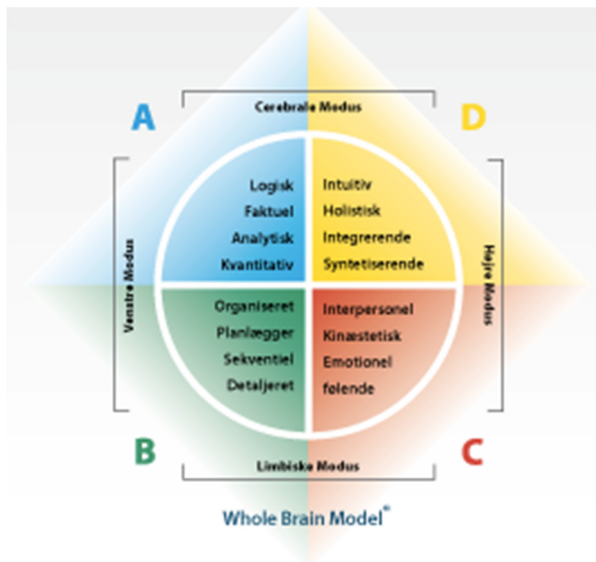 A
Cerebrale Modus
D
Logisk
Faktuel
Analytisk
Kvantitativ
Intuitiv
Holistisk
Integrerende
Syntetiserende
Venstre Modus
Højre Modus
Organiseret
Planlægger
Sekventiel
Detaljeret
Interpersonel
Kinæstetisk
Emotionel
følende
B
Limbiske Modus
C
Whole Brain Model®